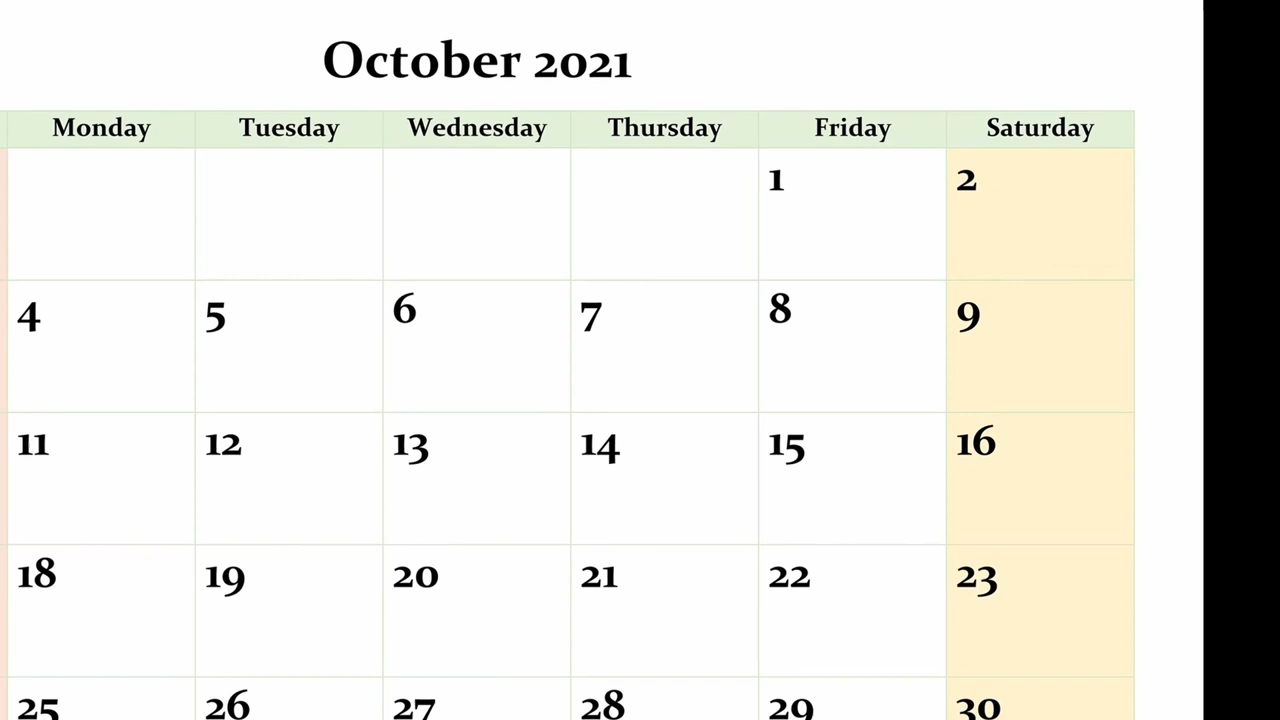 October 2021
Monday Tuesday Wednesday Thursday Friday Saturday
1 2
4 5 6 7 8 9
11 12 13 14 15 16
18 19 20 21 22 23
25 26 27 28 29 30